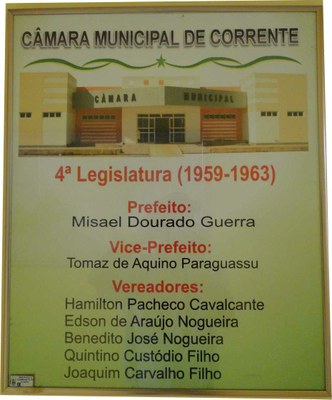 CÂMARA MUNICIPAL DE CORRENTE
CÂMARA MUNICIPAL
4ª Legislatura (1959-1963)
Prefeito:
Misael Dourado Guerra
Vice-Prefeito:
Tomaz de Aquino Paraguassu
Vereadores:
Hamilton Pacheco Cavalcante
Edson de Araújo Nogueira
Benedito José Nogueira
Quintino Custódio Filho
Joaquim Carvalho Filho